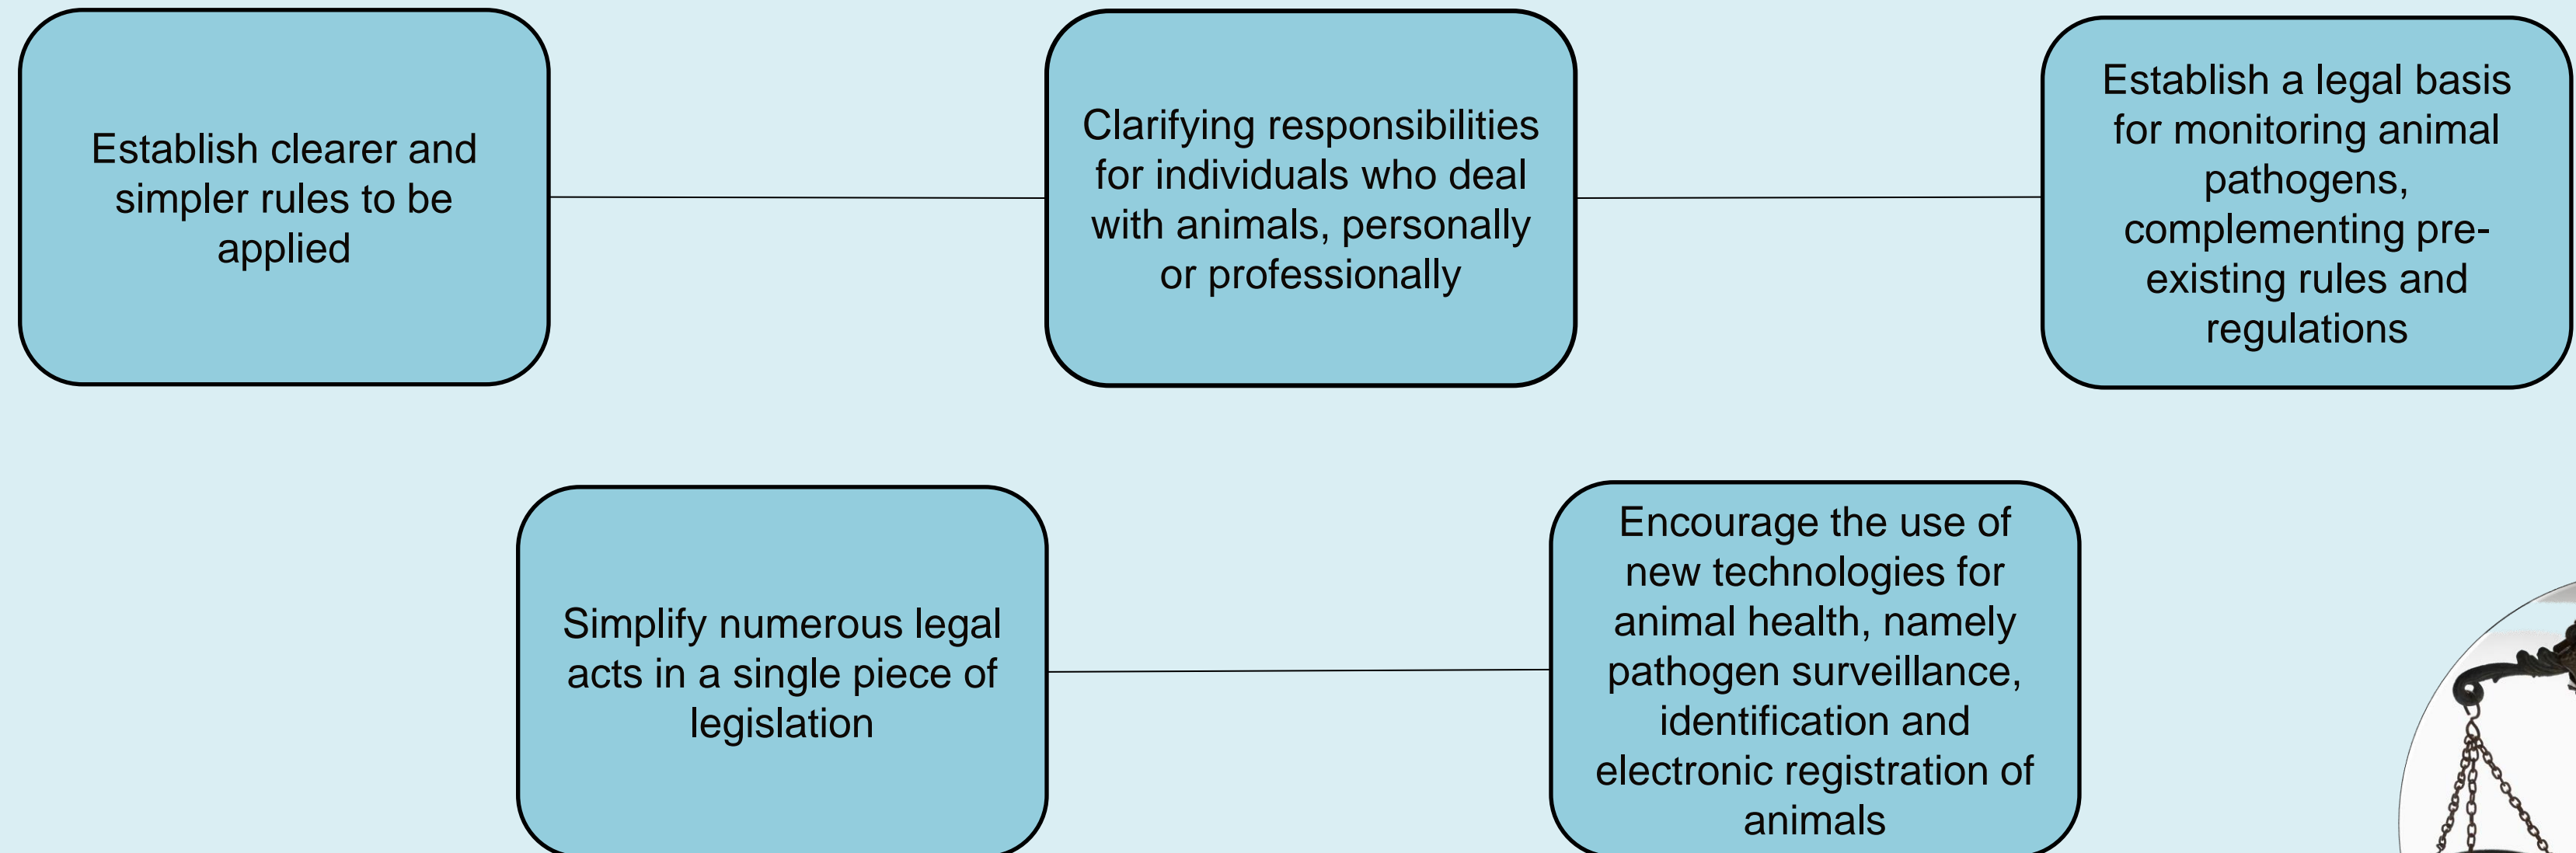 Establish clearer and
simpler rules to be
applied
Clarifying responsibilities
for individuals who deal
with animals, personally
or professionally
Establish a legal basis
for monitoring animal
pathogens,
complementing pre-
existing rules and
regulations
Simplify numerous legal
acts in a single piece of
legislation
Encourage the use of
new technologies for
animal health, namely
pathogen surveillance,
identification and
electronic registration of
animals